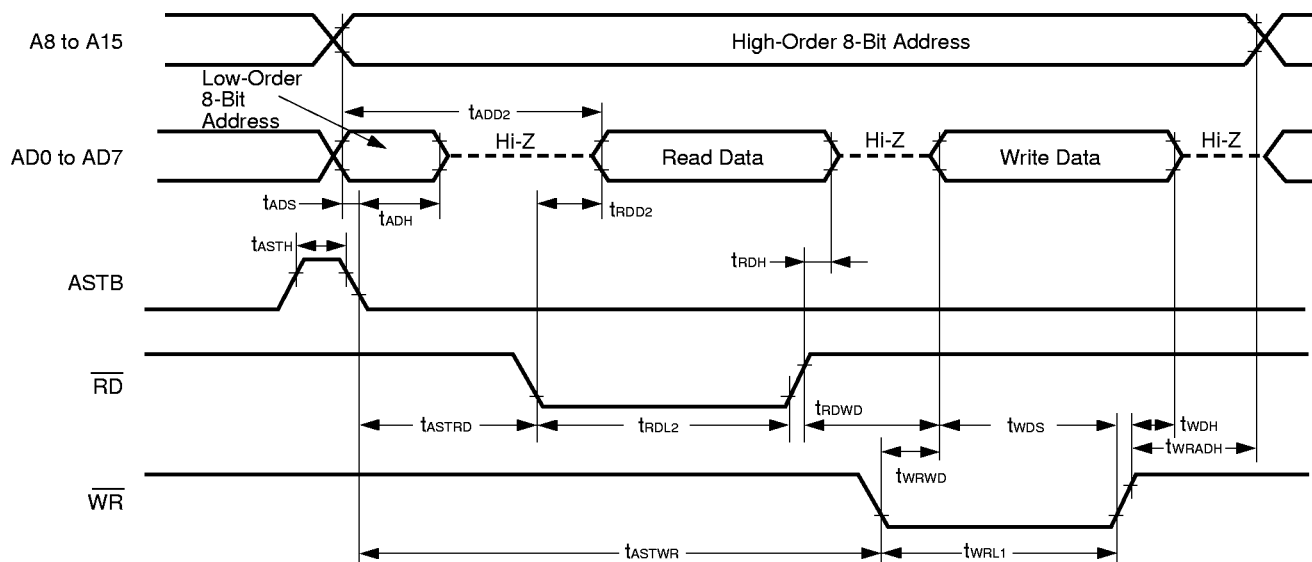 A8 to A15
High-Order 8-Bit Address
Low-Order
8-Bit
Address
tADD2
AD0 to AD7
Hi-Z
Read Data
Hi-Z
Write Data
Hi-Z
tADS
tADH
tRDD2
tASTH
tRDH
ASTB
RD
tASTRD
tRDL2
tRDWD
tWDS
tWDH
tWRADH
tWRWD
WR
tASTWR
tWRL1